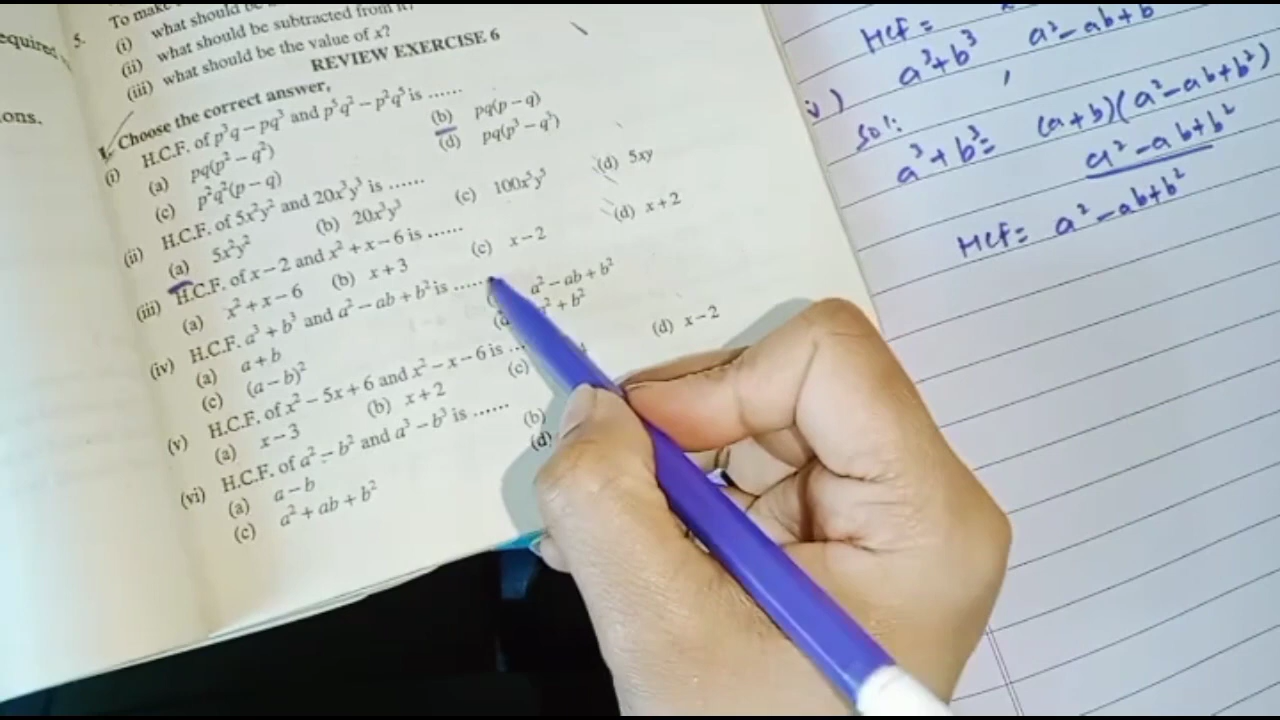 equired
ons.
5. To make
(i) what should be
(ii) what should be subtracted from it?
(iii) what should be the value of x?
REVIEW EXERCISE 6
1. Choose the correct answer,
(i) H.C.F. of p³q – pq³ and p⁵q² – p²q⁵ is ......
(a) pq(p² – q²) (b) pq(p – q)
(c) p²q²(p – q) (d) pq(p³ – q³)
(ii) H.C.F. of 5x²y² and 20x³y³ is ......
(a) 5x²y² (b) 20x³y³ (c) 100x⁵y⁵ (d) 5xy
(iii) H.C.F. of x – 2 and x² + x – 6 is ......
(a) x² + x – 6 (b) x + 3 (c) x – 2 (d) x + 2
(iv) H.C.F. a³ + b³ and a² – ab + b² is ......
(a) a + b a² – ab + b²
(c) (a – b)² + b²
(v) H.C.F. of x² – 5x + 6 and x² – x – 6 is ...
(a) x – 3 (b) x + 2 (c) (d) x – 2
(vi) H.C.F. of a² – b² and a³ – b³ is ......
(a) a – b (b)
(c) a² + ab + b² (d)
HCF =
a³+b³ , a²-ab+b
Sol:
a³+b³= (a+b)(a²-ab+b²)
a²-ab+b²
HCF= a²-ab+b²